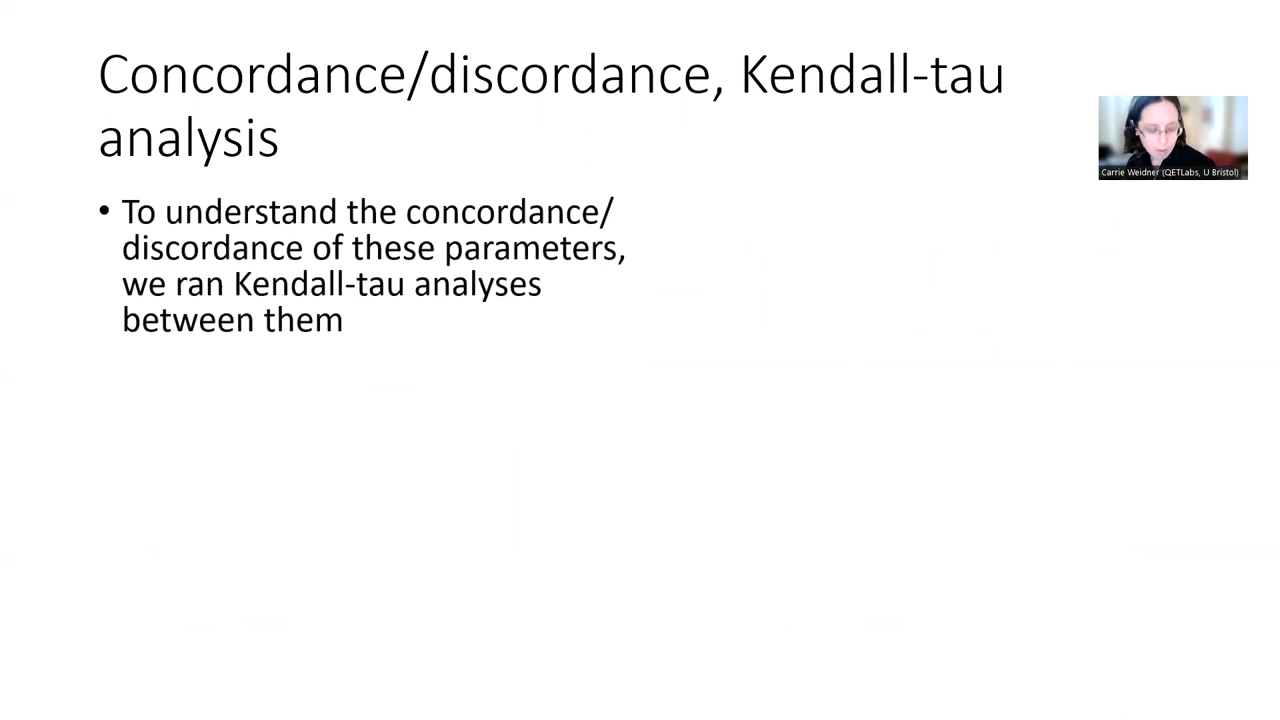 Concordance/discordance, Kendall-tau
analysis
• To understand the concordance/
discordance of these parameters,
we ran Kendall-tau analyses
between them
Carrie Weidner (QETLabs, U Bristol)